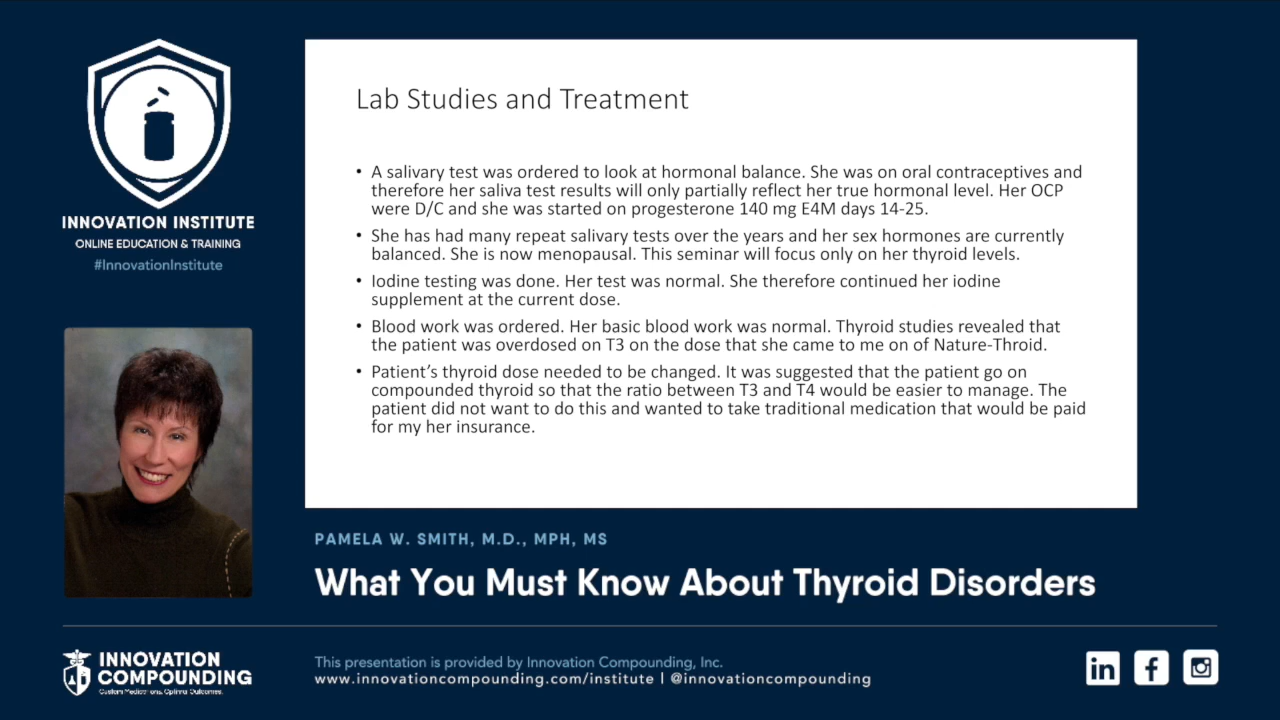 INNOVATION INSTITUTE
ONLINE EDUCATION & TRAINING
#InnovationInstitute
Lab Studies and Treatment
• A salivary test was ordered to look at hormonal balance. She was on oral contraceptives and
therefore her saliva test results will only partially reflect her true hormonal level. Her OCP
were D/C and she was started on progesterone 140 mg E4M days 14-25.
• She has had many repeat salivary tests over the years and her sex hormones are currently
balanced. She is now menopausal. This seminar will focus only on her thyroid levels.
• Iodine testing was done. Her test was normal. She therefore continued her iodine
supplement at the current dose.
• Blood work was ordered. Her basic blood work was normal. Thyroid studies revealed that
the patient was overdosed on T3 on the dose that she came to me on of Nature-Throid.
• Patient’s thyroid dose needed to be changed. It was suggested that the patient go on
compounded thyroid so that the ratio between T3 and T4 would be easier to manage. The
patient did not want to do this and wanted to take traditional medication that would be paid
for my her insurance.
PAMELA W. SMITH, M.D., MPH, MS
What You Must Know About Thyroid Disorders
INNOVATION
COMPOUNDING
Custom Medications. Optimal Outcomes.
This presentation is provided by Innovation Compounding, Inc.
www.innovationcompounding.com/institute | @innovationcompounding
in f